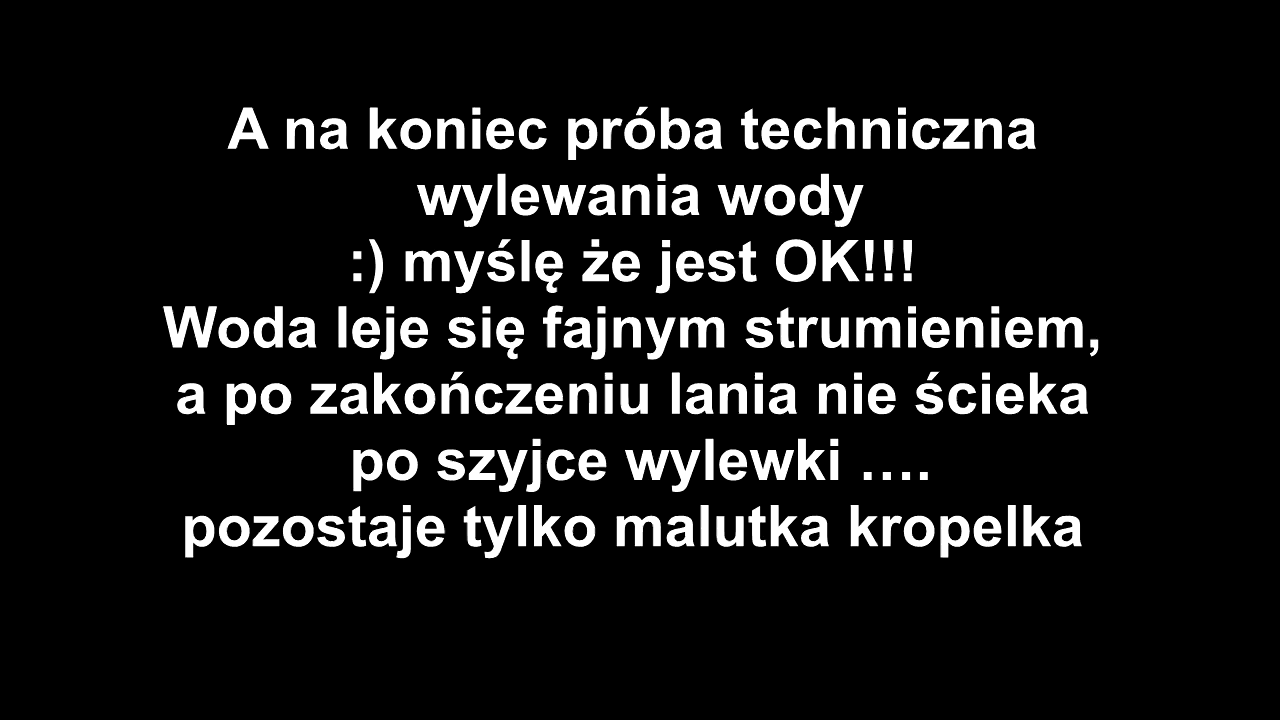 A na koniec próba techniczna
wylewania wody
:) myślę że jest OK!!!
Woda leje się fajnym strumieniem,
a po zakończeniu lania nie ścieka
po szyjce wylewki ....
pozostaje tylko malutka kropelka